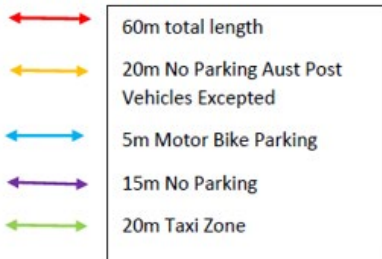 60m total length
20m No Parking Aust Post
Vehicles Excepted
5m Motor Bike Parking
15m No Parking
20m Taxi Zone